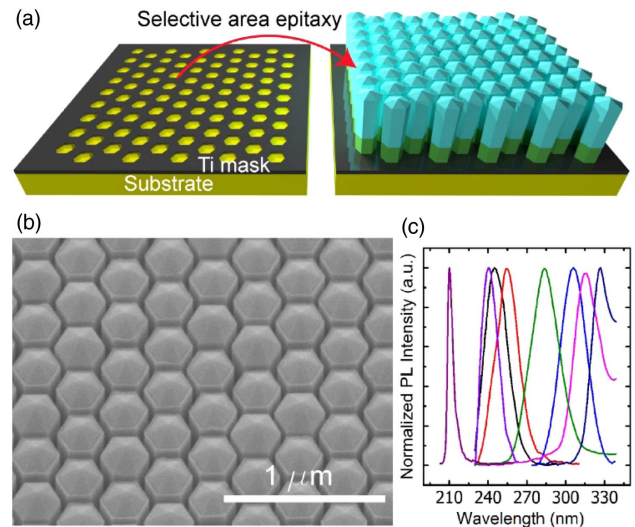 (a)
Selective area epitaxy
Ti mask
Substrate
(b)
1 μm
(c)
Normalized PL Intensity (a.u.)
210 240 270 300 330
Wavelength (nm)